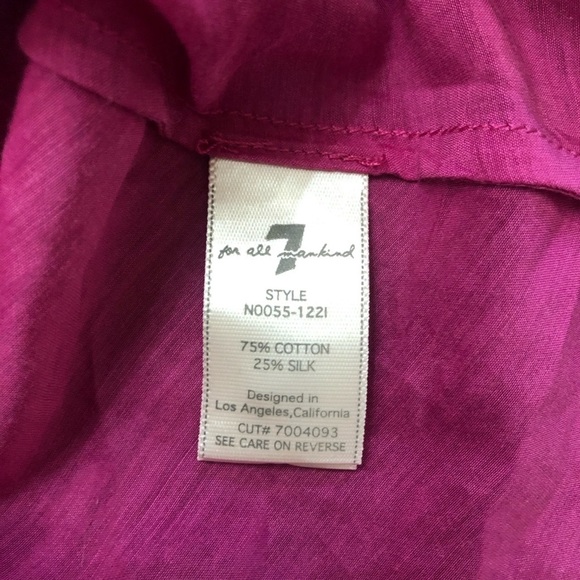 7
for all mankind
STYLE
N0055-122I
75% COTTON
25% SILK
Designed in
Los Angeles,California
CUT# 7004093
SEE CARE ON REVERSE